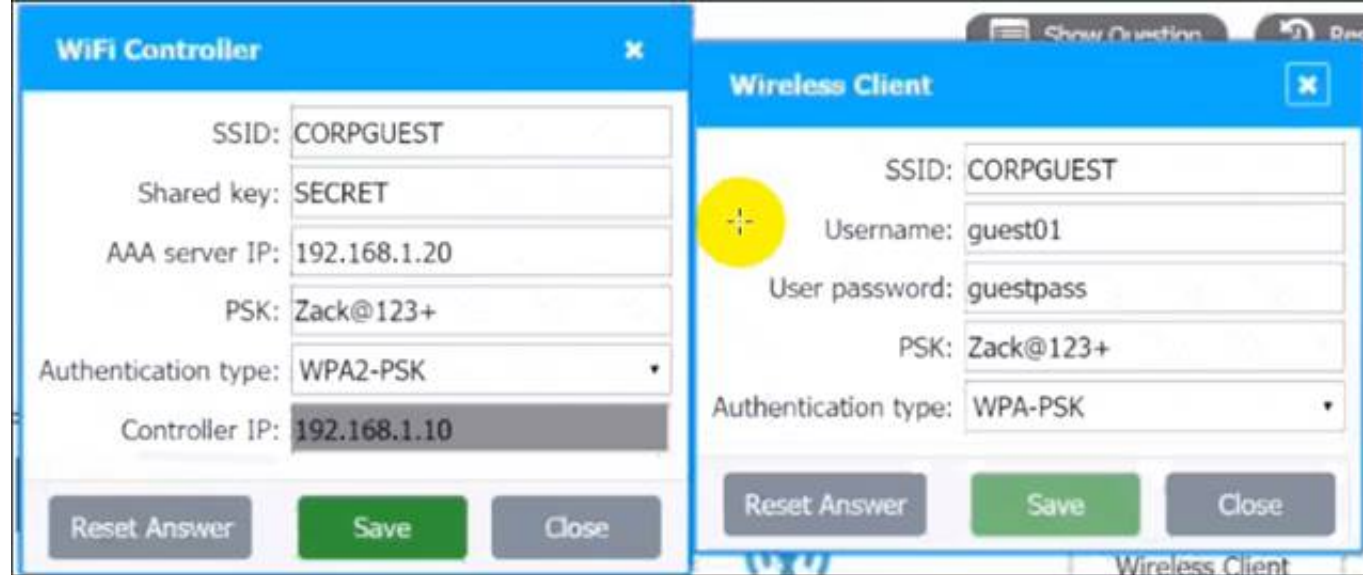 Show Question
WiFi Controller
SSID: CORPGUEST
Shared key: SECRET
AAA server IP: 192.168.1.20
PSK: Zack@123+
Authentication type: WPA2-PSK
Controller IP: 192.168.1.10
Reset Answer Save Close
Wireless Client
SSID: CORPGUEST
Username: guest01
User password: guestpass
PSK: Zack@123+
Authentication type: WPA-PSK
Reset Answer Save Close
Wireless Client